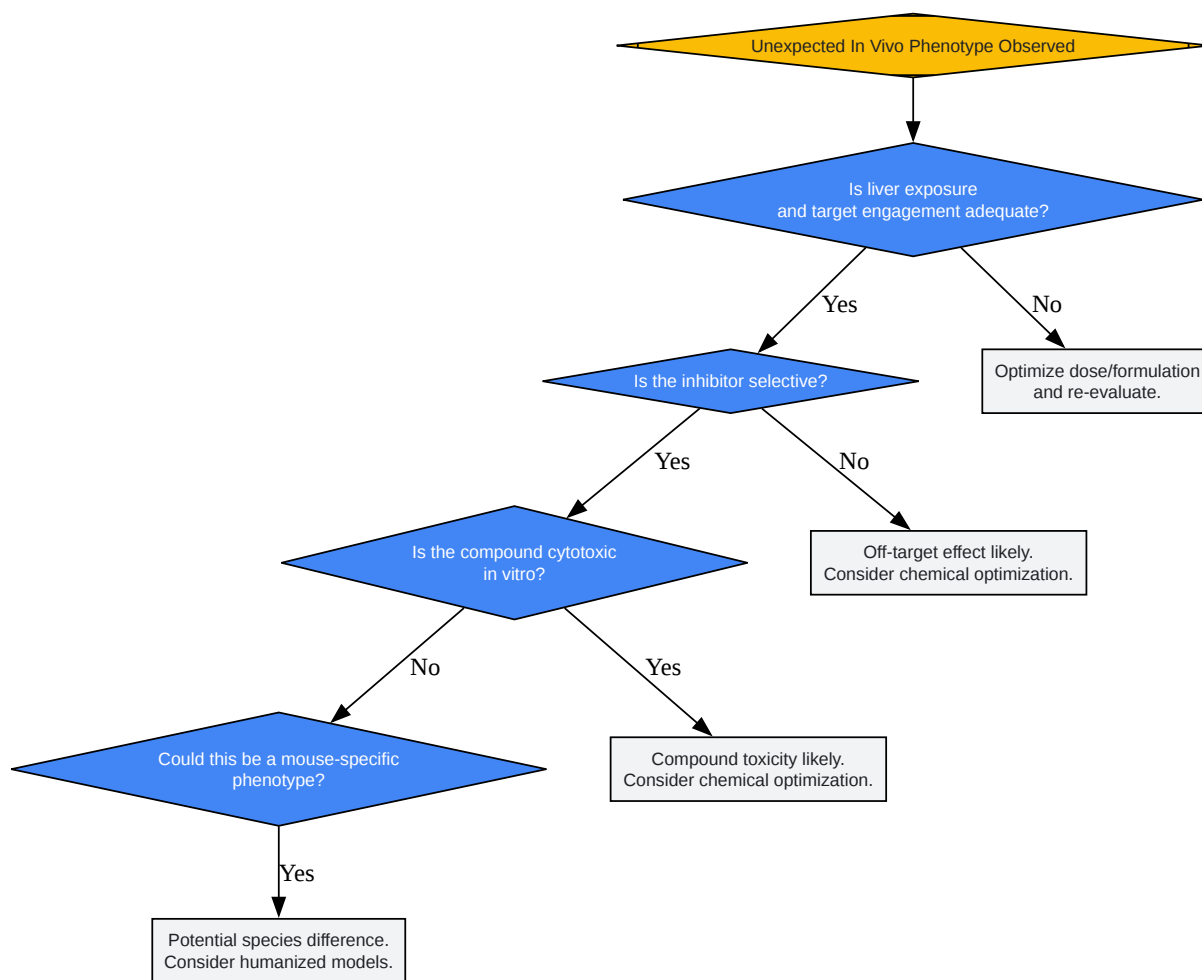 Unexpected In Vivo Phenotype Observed
Is liver exposure
and target engagement adequate?
Yes
No
Is the inhibitor selective?
Optimize dose/formulation
and re-evaluate.
Yes
No
Is the compound cytotoxic
in vitro?
Off-target effect likely.
Consider chemical optimization.
No
Yes
Could this be a mouse-specific
phenotype?
Compound toxicity likely.
Consider chemical optimization.
Yes
Potential species difference.
Consider humanized models.